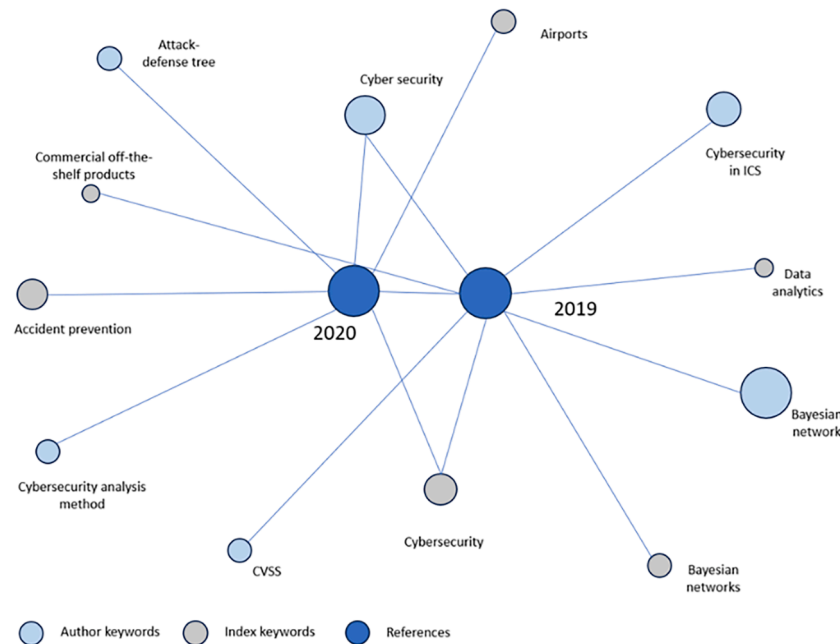 Airports
Attack-
defense tree
Cyber security
Commercial off-the-
shelf products
Cybersecurity
in ICS
Data
analytics
Accident prevention
2020
2019
Bayesian
network
Cybersecurity analysis
method
Cybersecurity
CVSS
Bayesian
networks
Author keywords
Index keywords
References